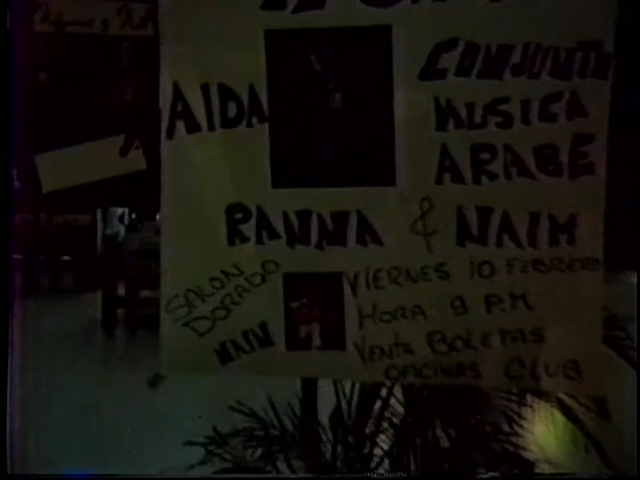 AIDA
CONJUNTO
MUSICA
ARABE
RANNA & NAIM
SALON
DORADO
NAIM
VIERNES 10 FEBRERO
HORA 9 P.M
VENTA BOLETAS
OFICINAS CLUB